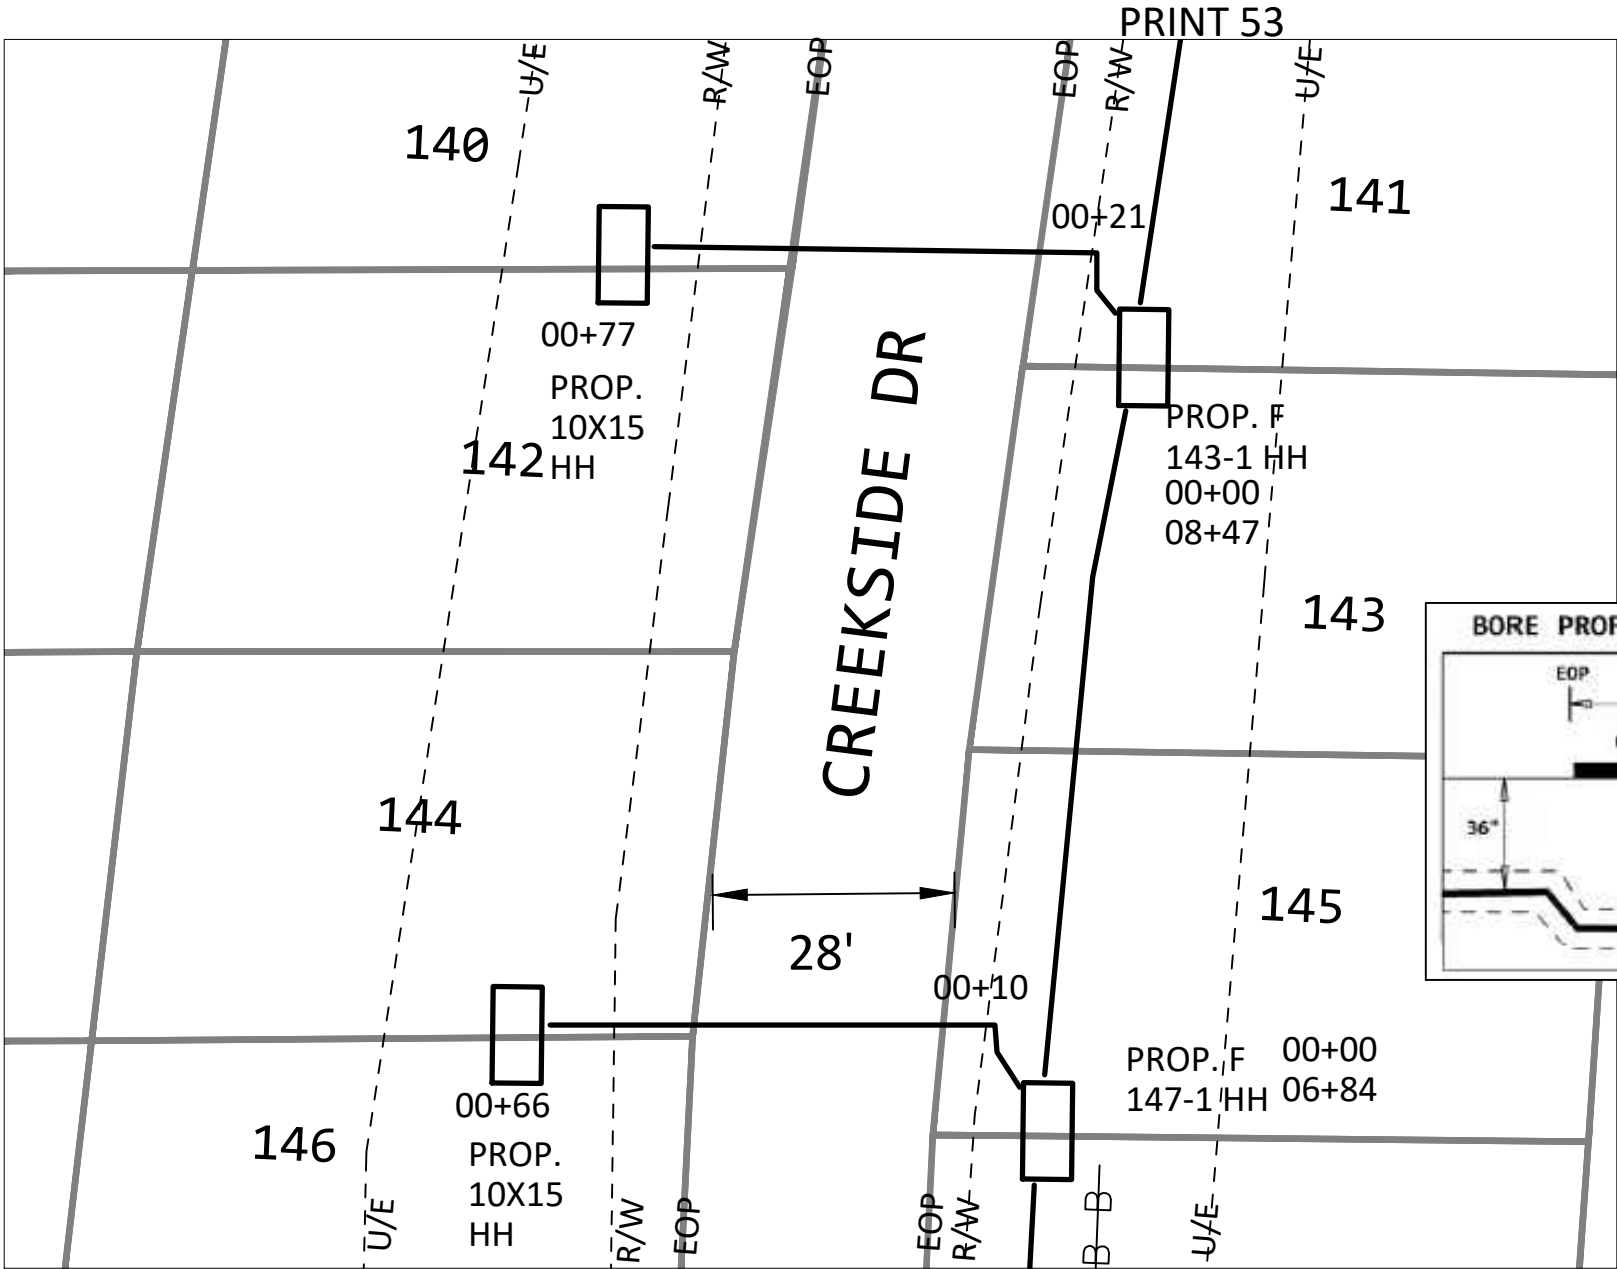 PRINT 53
U/E
R/W
EOP
EOP
R/W
U/E
140
141
00+21
00+77
PROP.
10X15
HH
142
CREEKSIDE DR
PROP. F
143-1 HH
00+00
08+47
143
BORE PROF
EOP
36"
144
145
28'
00+10
PROP. F
147-1 HH
00+00
06+84
00+66
PROP.
10X15
HH
146
U/E
R/W
EOP
EOP
R/W
B B
U/E